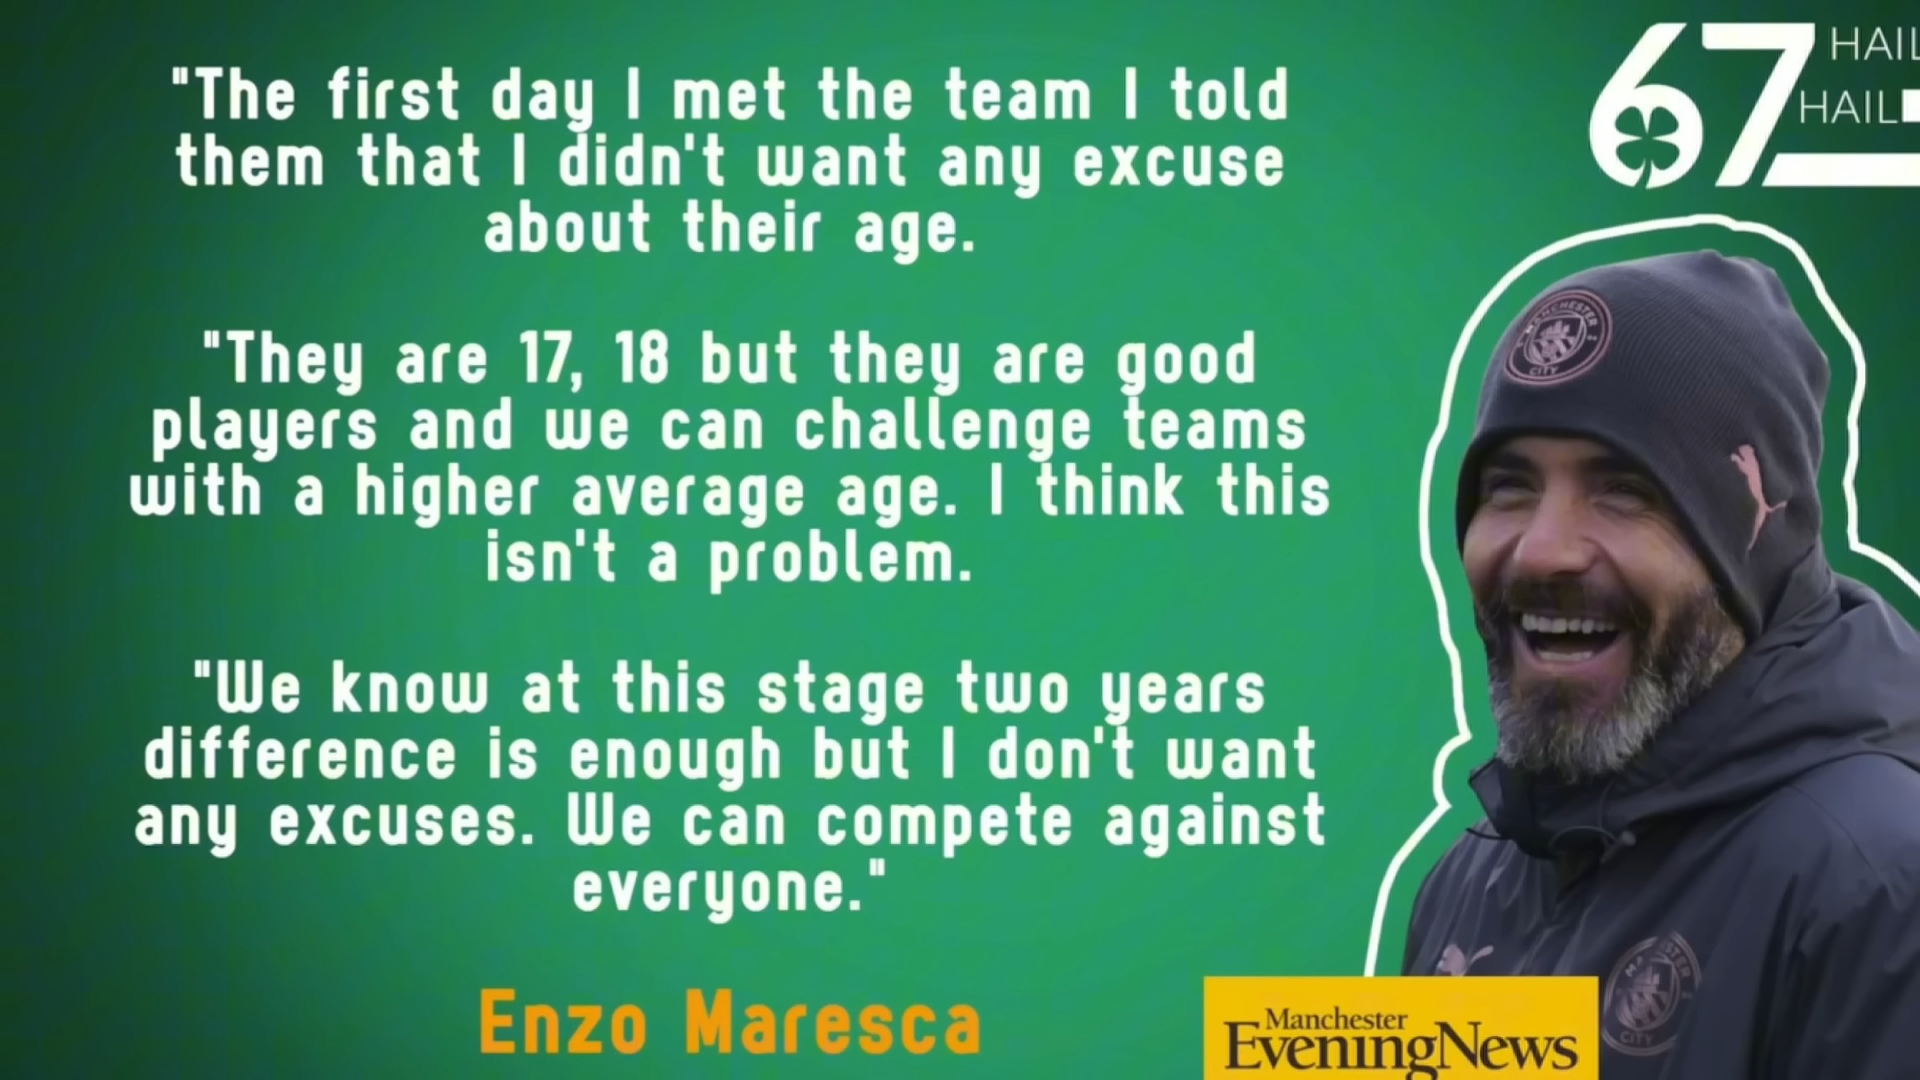 "The first day I met the team I told
them that I didn't want any excuse
about their age.
"They are 17, 18 but they are good
players and we can challenge teams
with a higher average age. I think this
isn't a problem.
"We know at this stage two years
difference is enough but I don't want
any excuses. We can compete against
everyone."
Enzo Maresca
67
HAIL
HAIL
MANCHESTER
CITY
Manchester
EveningNews
CITY